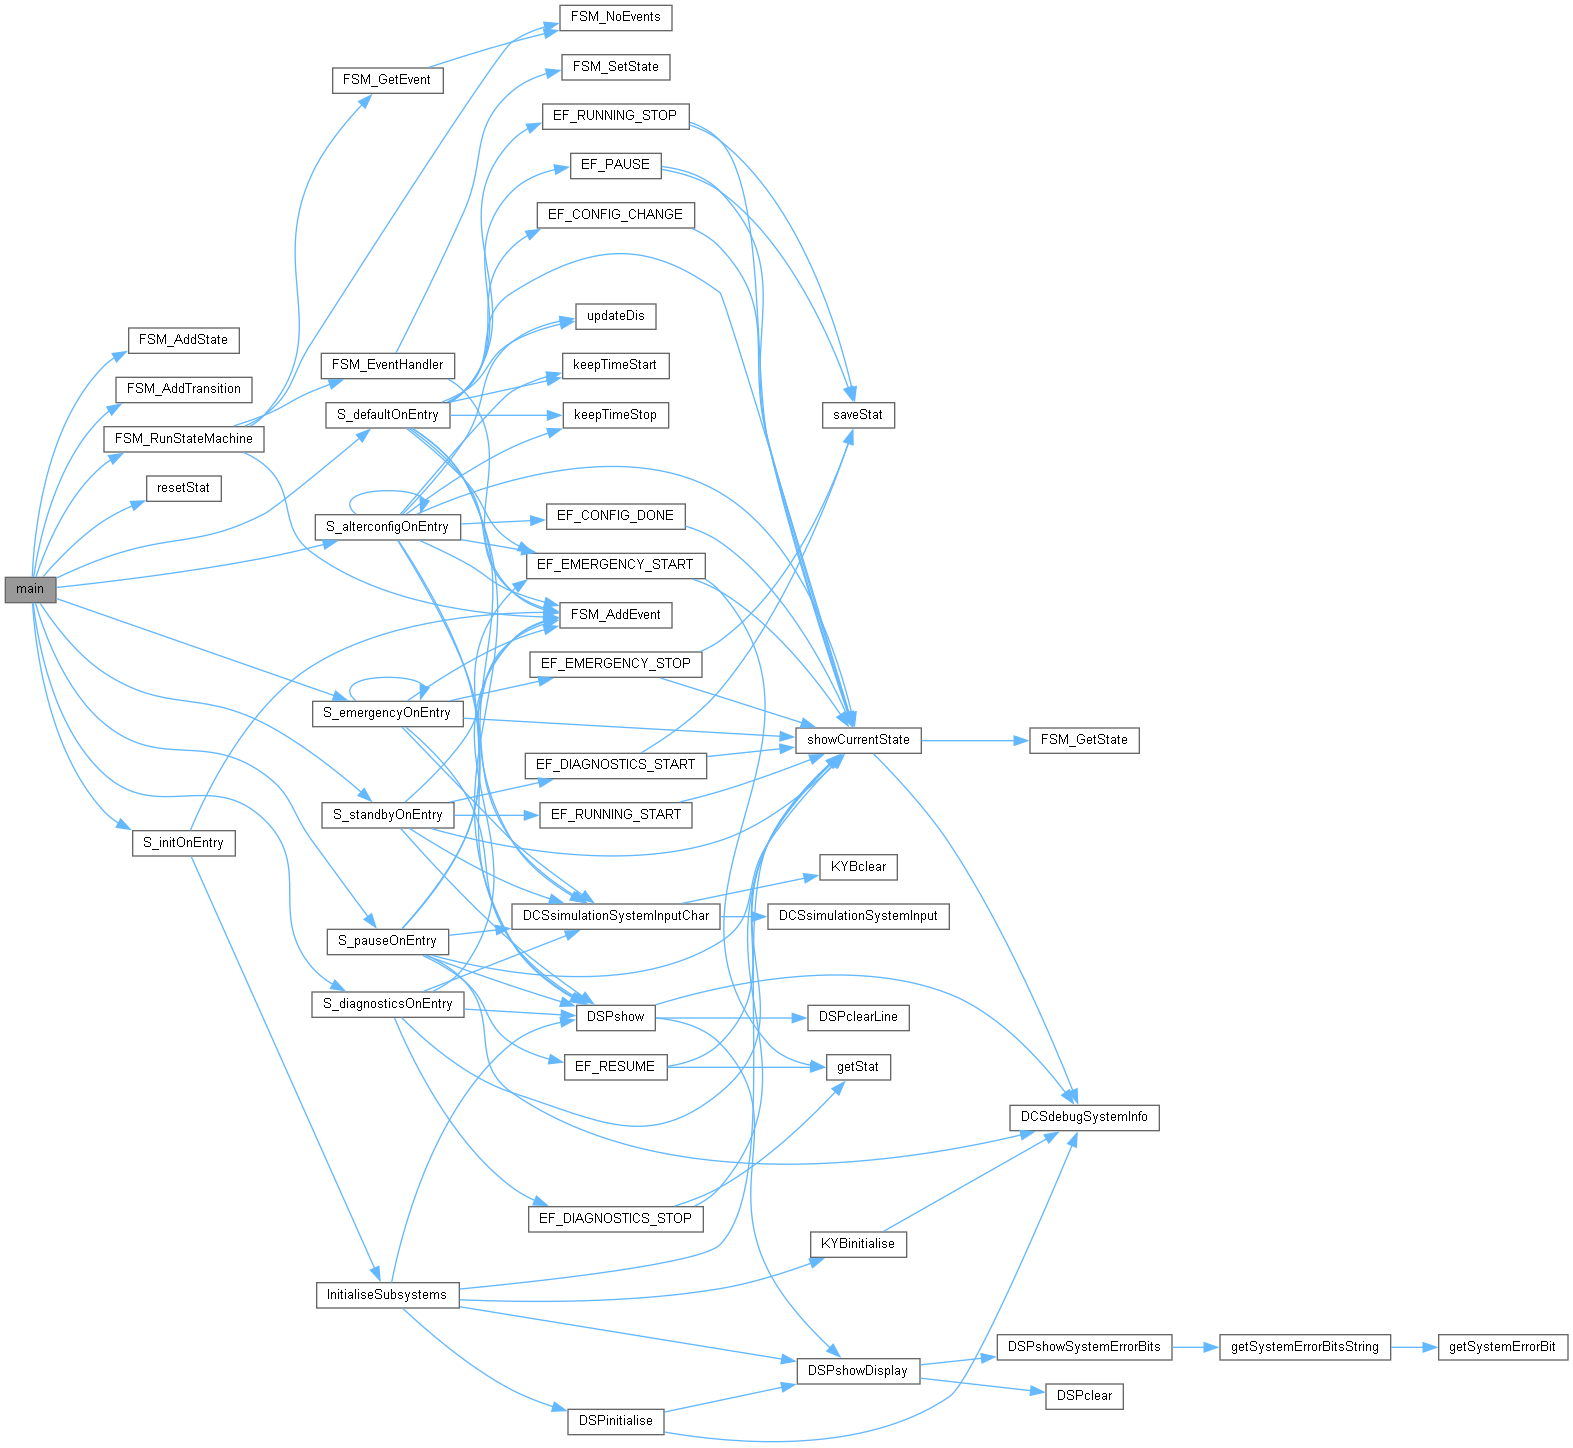 FSM_NoEvents
FSM_SetState
FSM_GetEvent
EF_RUNNING_STOP
EF_PAUSE
EF_CONFIG_CHANGE
updateDis
FSM_AddState
keepTimeStart
FSM_EventHandler
FSM_AddTransition
S_defaultOnEntry
keepTimeStop
saveStat
FSM_RunStateMachine
resetStat
EF_CONFIG_DONE
S_alterconfigOnEntry
EF_EMERGENCY_START
main
FSM_AddEvent
EF_EMERGENCY_STOP
S_emergencyOnEntry
showCurrentState
FSM_GetState
EF_DIAGNOSTICS_START
S_standbyOnEntry
EF_RUNNING_START
S_initOnEntry
KYBclear
DCSsimulationSystemInputChar
DCSsimulationSystemInput
S_pauseOnEntry
S_diagnosticsOnEntry
DSPshow
DSPclearLine
EF_RESUME
getStat
DCSdebugSystemInfo
EF_DIAGNOSTICS_STOP
KYBinitialise
InitialiseSubsystems
DSPshowSystemErrorBits
getSystemErrorBitsString
getSystemErrorBit
DSPshowDisplay
DSPclear
DSPinitialise